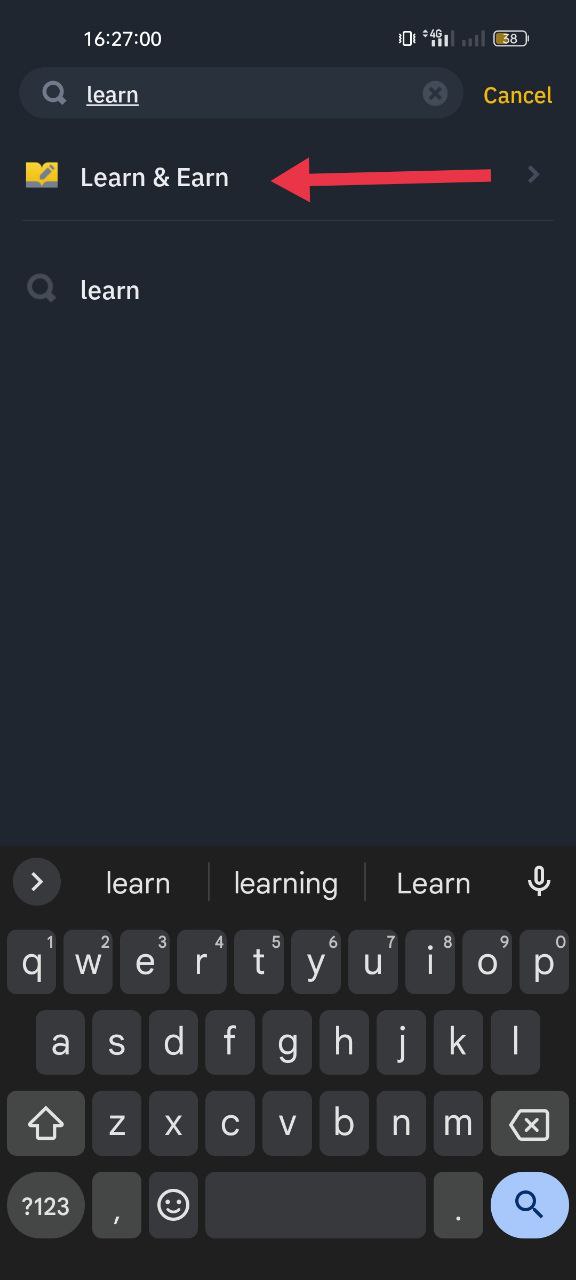 16:27:00 4G 38
learn Cancel
Learn & Earn
learn
learn learning Learn
q1 w2 e3 r4 t5 y6 u7 i8 o9 p0
a s d f g h j k l
z x c v b n m
?123 , .